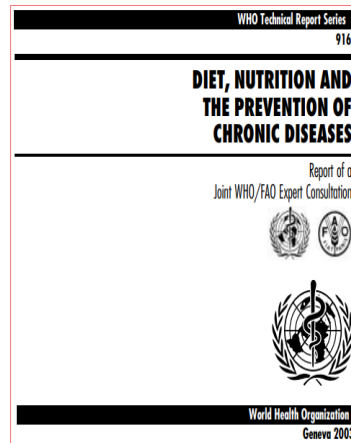 WHO Technical Report Series
916
DIET, NUTRITION AND
THE PREVENTION OF
CHRONIC DISEASES
Report of a
Joint WHO/FAO Expert Consultation
F A O
World Health Organization
Geneva 2003